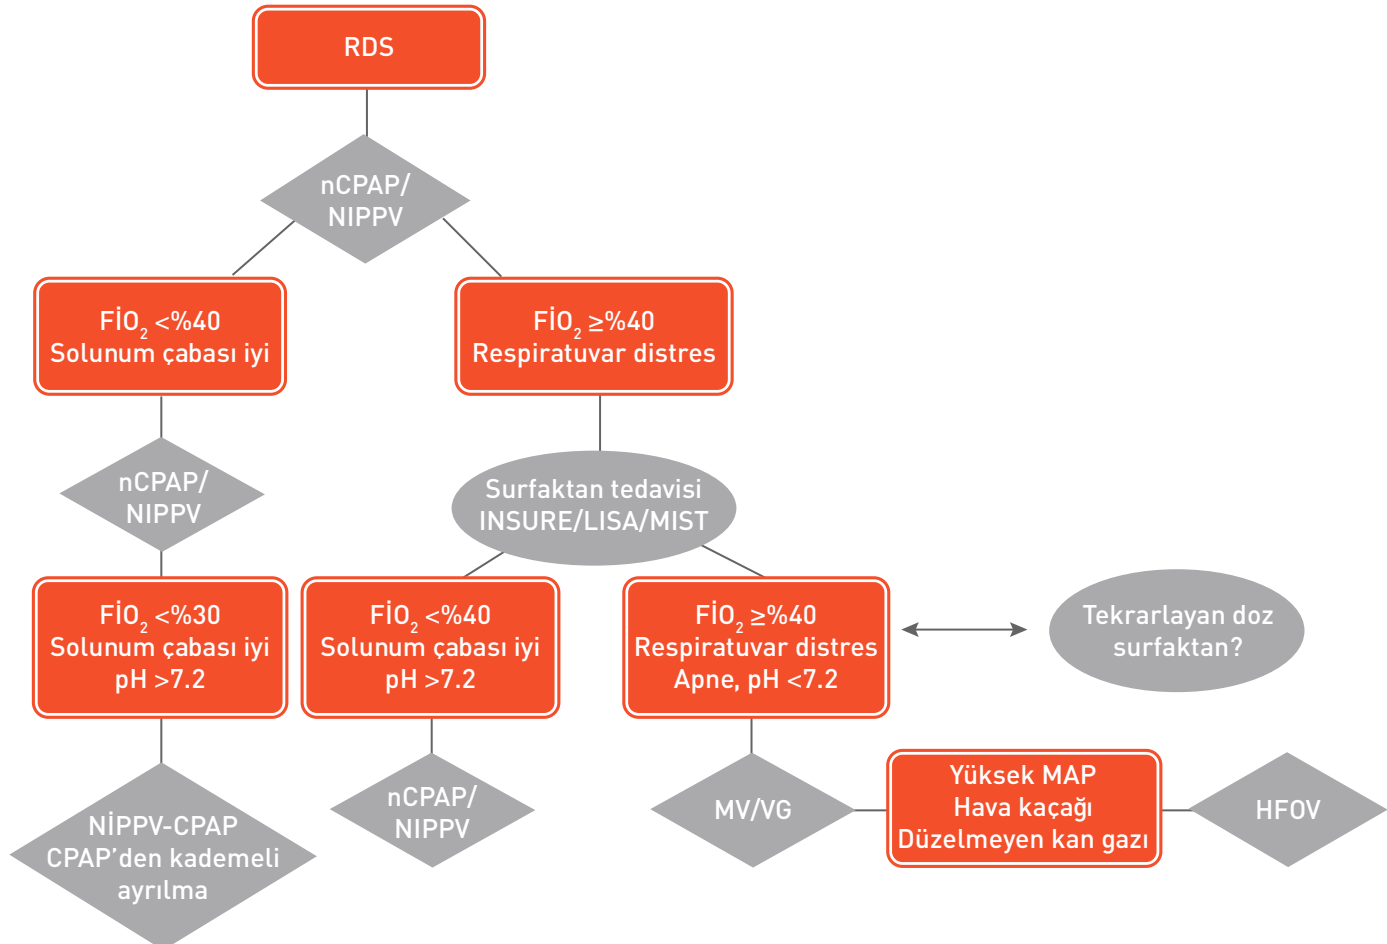 RDS
nCPAP/
NIPPV
FİO₂ <%40
Solunum çabası iyi
FİO₂ ≥%40
Respiratuvar distres
nCPAP/
NIPPV
Surfaktan tedavisi
INSURE/LISA/MIST
FİO₂ <%30
Solunum çabası iyi
pH >7.2
FİO₂ <%40
Solunum çabası iyi
pH >7.2
FİO₂ ≥%40
Respiratuvar distres
Apne, pH <7.2
Tekrarlayan doz
surfaktan?
NİPPV-CPAP
CPAP’den kademeli
ayrılma
nCPAP/
NIPPV
MV/VG
Yüksek MAP
Hava kaçağı
Düzelmeyen kan gazı
HFOV